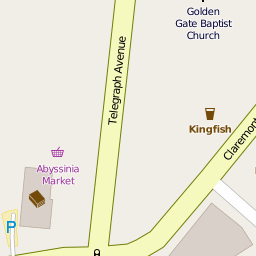 Golden
Gate Baptist
Church
Telegraph Avenue
Kingfish
Claremont
Abyssinia
Market
P